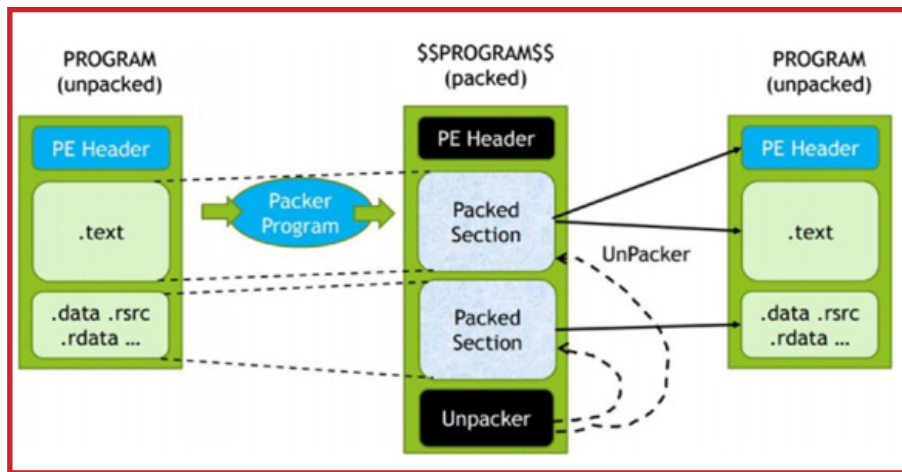 PROGRAM
(unpacked)
PE Header
.text
.data .rsrc
.rdata ...
Packer
Program
$$PROGRAM$$
(packed)
PE Header
Packed
Section
Packed
Section
Unpacker
UnPacker
PROGRAM
(unpacked)
PE Header
.text
.data .rsrc
.rdata ...